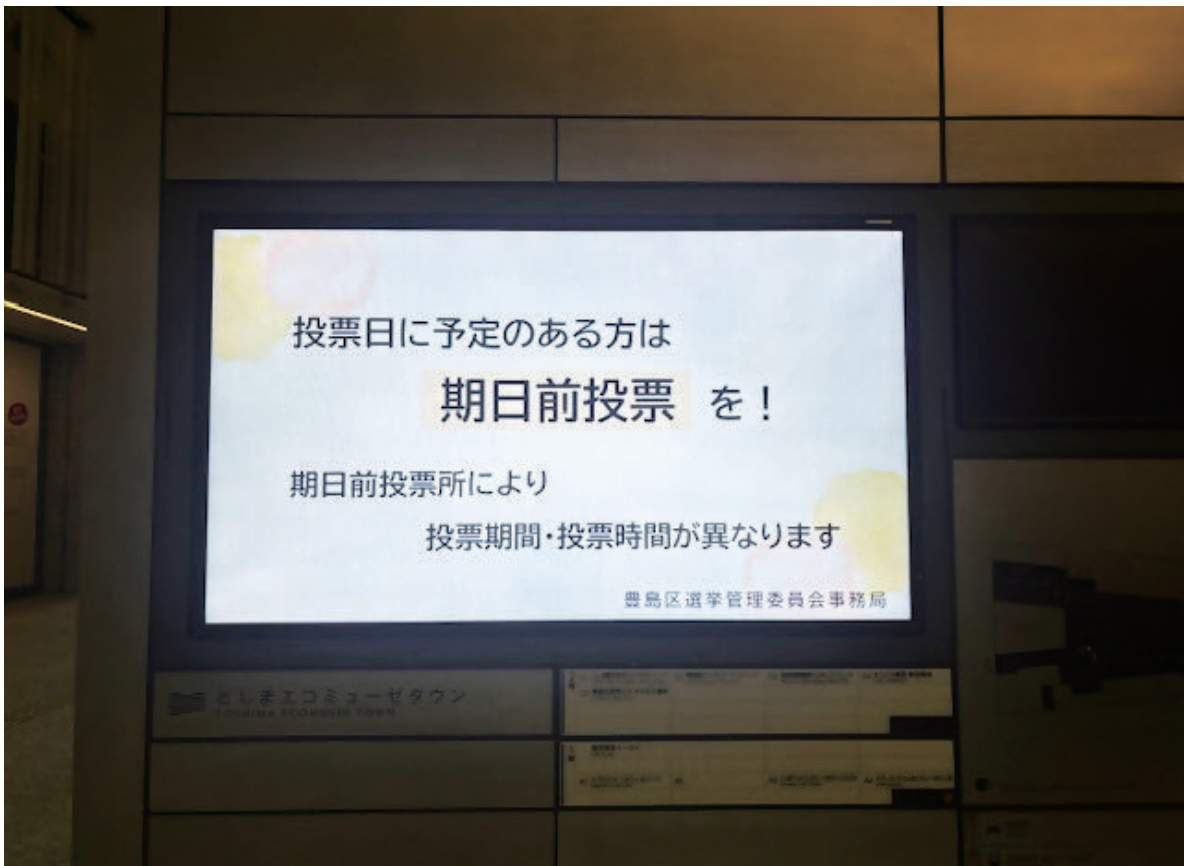 投票日に予定のある方は
期日前投票 を！
期日前投票所により
投票期間・投票時間が異なります
豊島区選挙管理委員会事務局
としまエコミューゼタウン
TOSHIMA ECOMUSEE TOWN